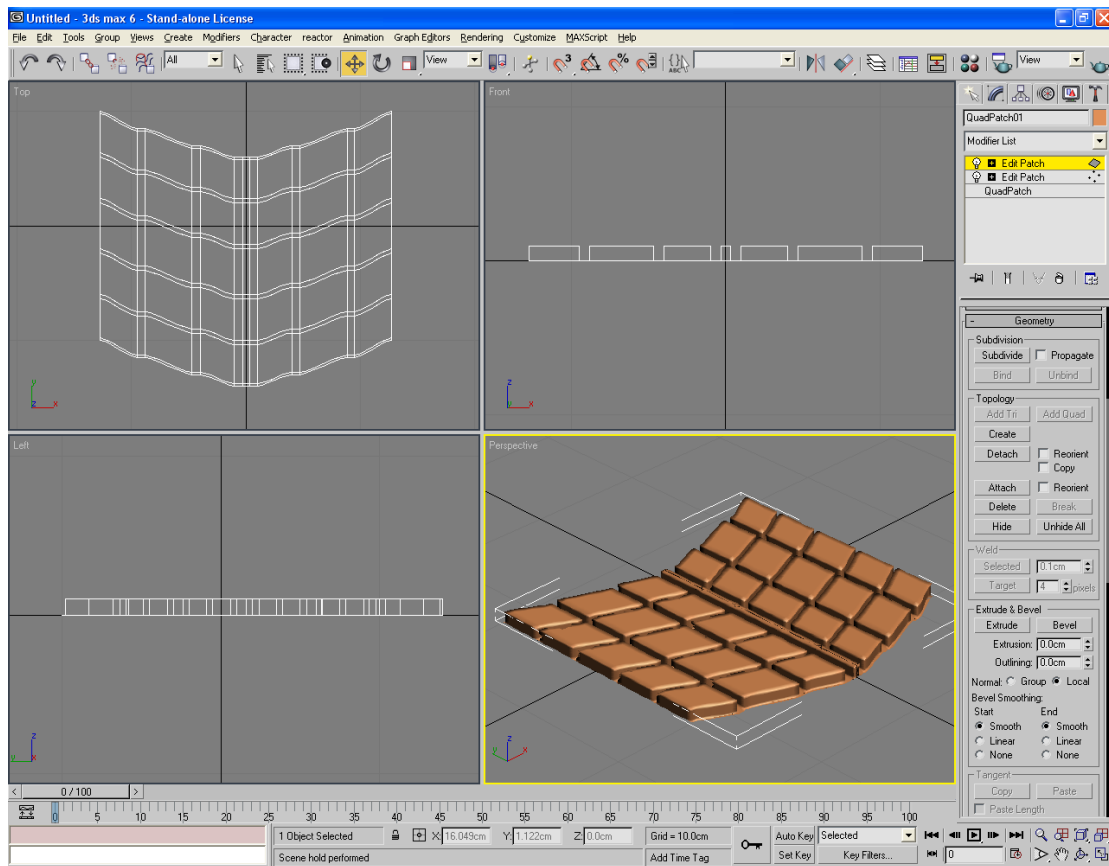 Untitled - 3ds max 6 - Stand-alone License
File Edit Tools Group Views Create Modifiers Character reactor Animation Graph Editors Rendering Customize MAXScript Help
All View View
Top
Front
QuadPatch01
Modifier List
Edit Patch
Edit Patch
QuadPatch
y
z x
z
x
Left
Perspective
z
y
z
y x
Geometry
Subdivision
Subdivide Propagate
Bind Unbind
Topology
Add Tri Add Quad
Create
Detach Reorient
Copy
Attach Reorient
Delete Break
Hide Unhide All
Weld
Selected 0.1cm
Target 4 pixels
Extrude & Bevel
Extrude Bevel
Extrusion: 0.0cm
Outlining: 0.0cm
Normal: Group Local
Bevel Smoothing:
Start End
Smooth Smooth
Linear Linear
None None
Tangent
Copy Paste
Paste Length
< 0 / 100 >
0 5 10 15 20 25 30 35 40 45 50 55 60 65 70 75 80 85 90 95 100
1 Object Selected X: 16.049cm Y: 1.122cm Z: 0.0cm Grid = 10.0cm Auto Key Selected
Scene hold performed Add Time Tag Set Key Key Filters... 0